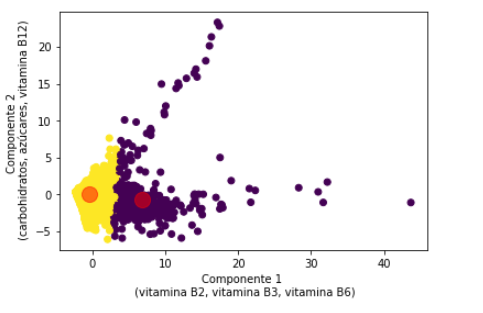 Componente 2
(carbohidratos, azúcares, vitamina B12)
20
15
10
5
0
−5
0
10
20
30
40
Componente 1
(vitamina B2, vitamina B3, vitamina B6)